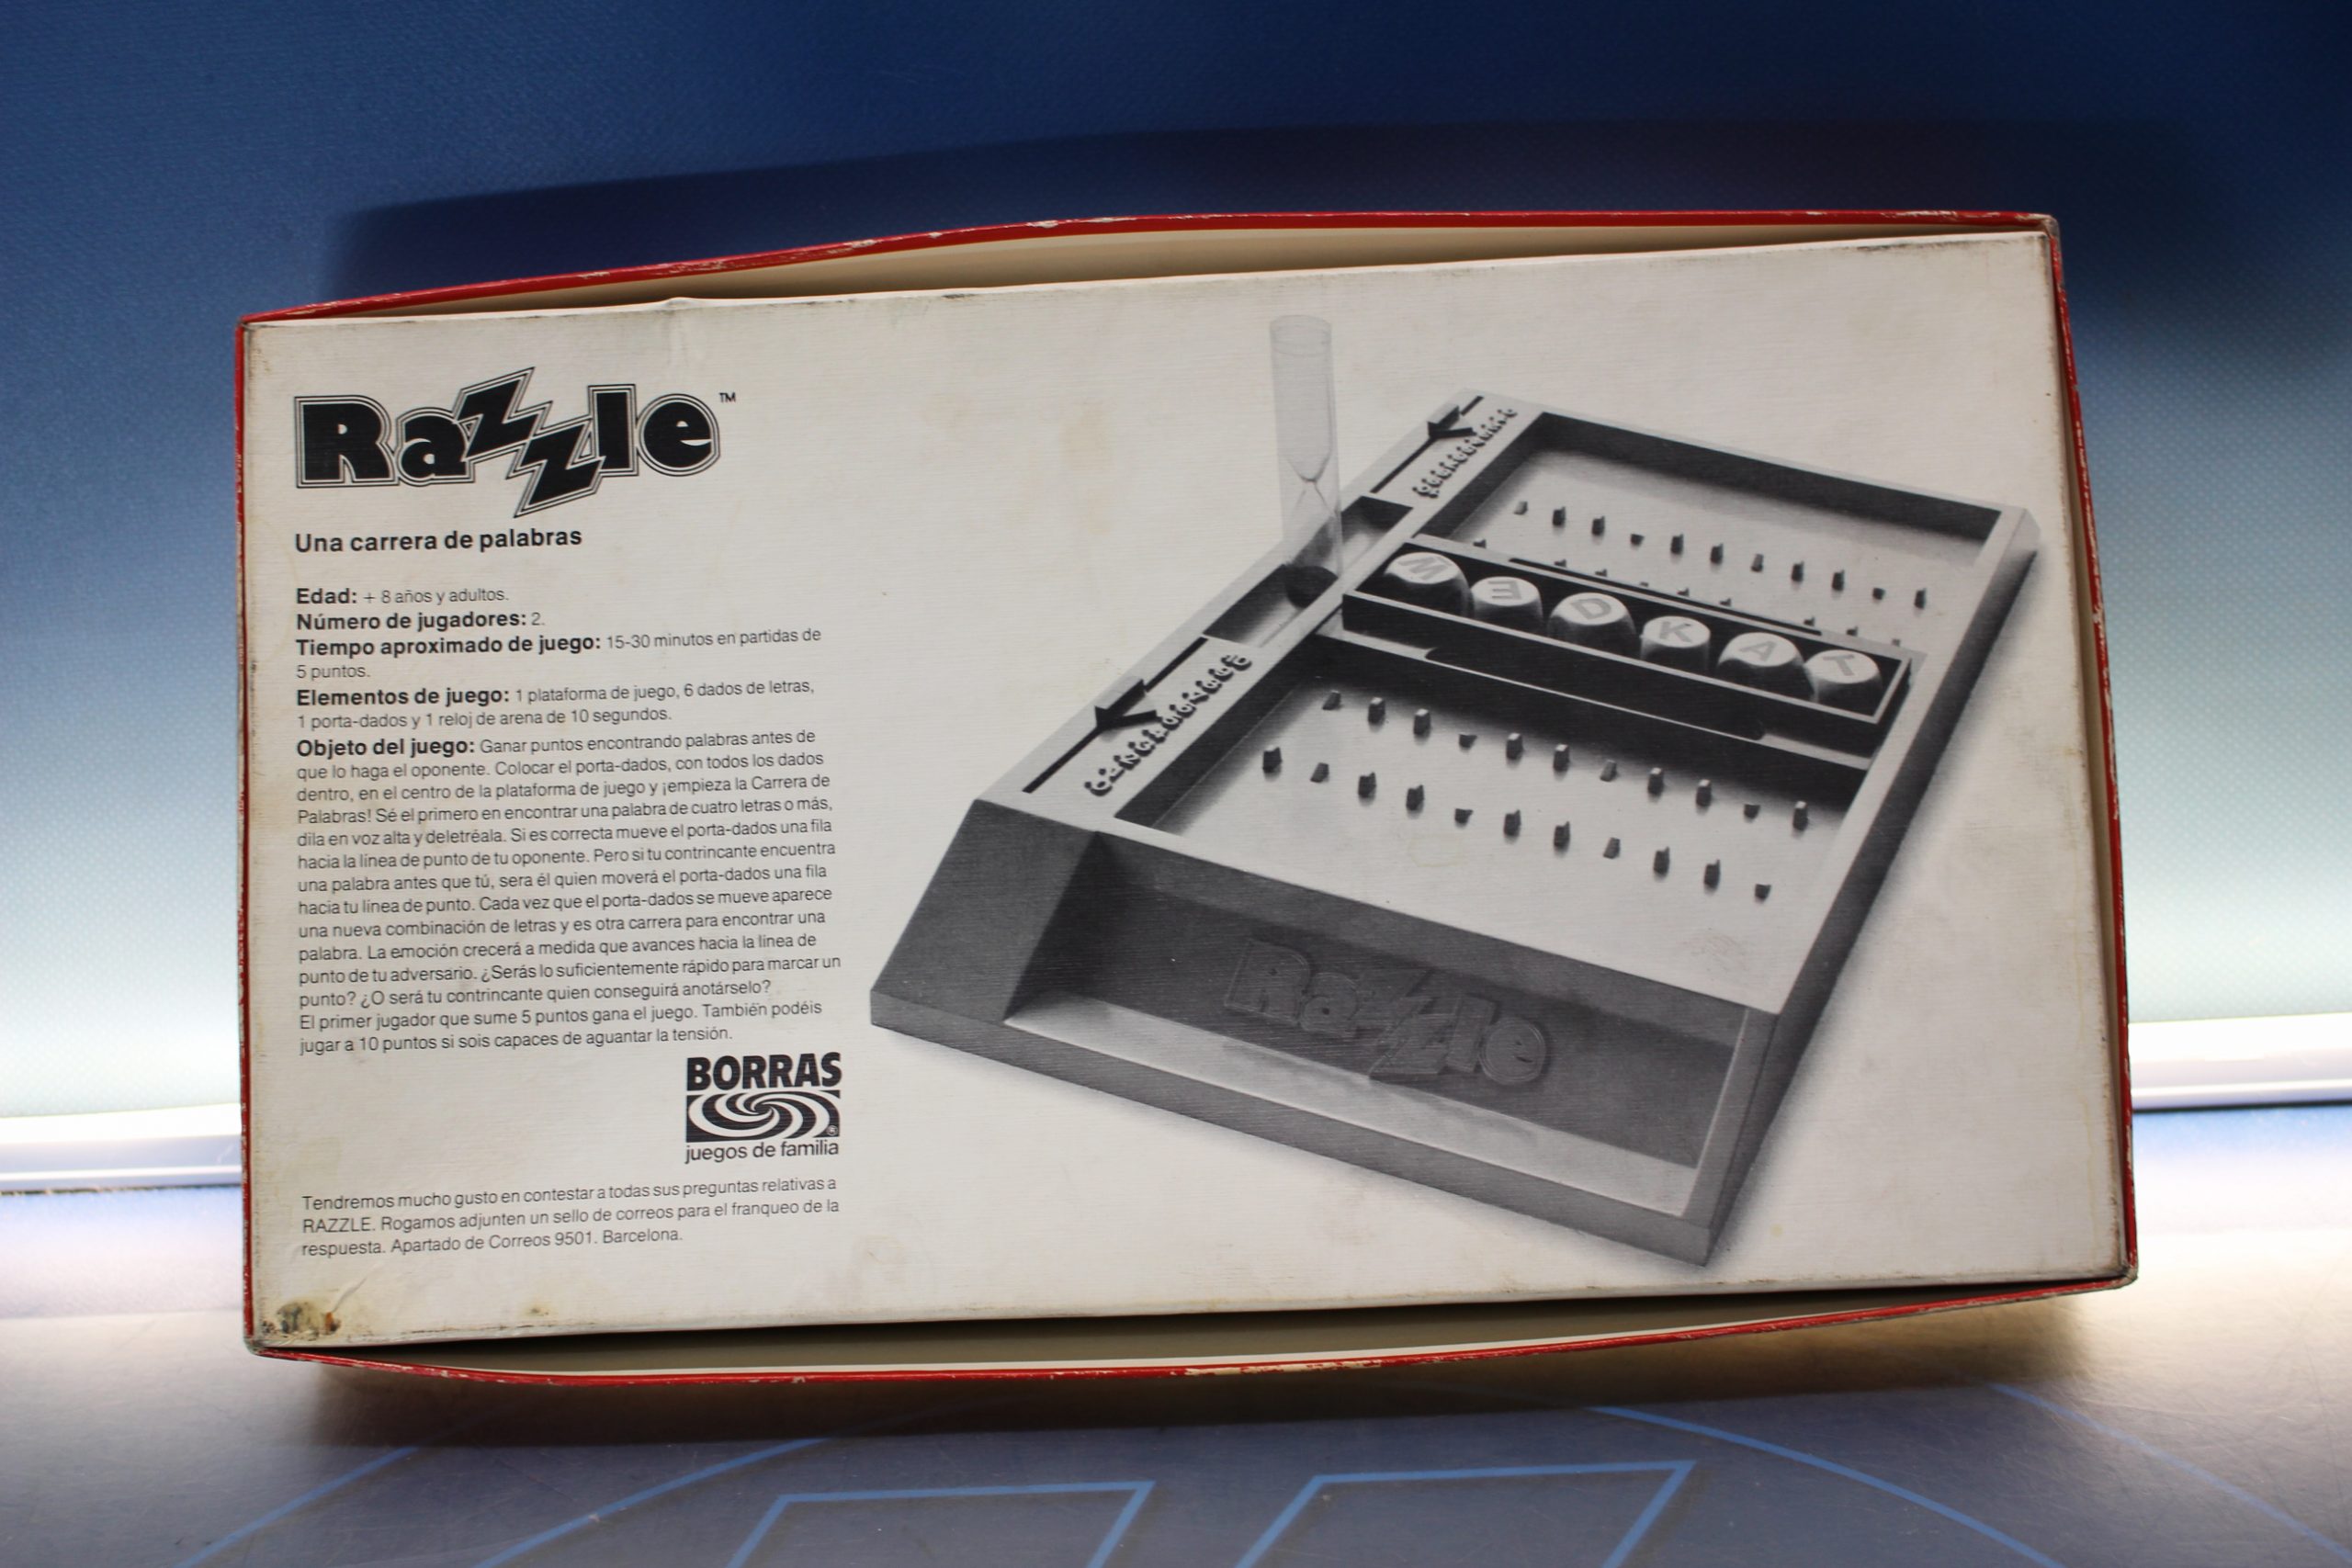 Razzle™
Una carrera de palabras
Edad: + 8 años y adultos.
Número de jugadores: 2.
Tiempo aproximado de juego: 15-30 minutos en partidas de
5 puntos.
Elementos de juego: 1 plataforma de juego, 6 dados de letras,
1 porta-dados y 1 reloj de arena de 10 segundos.
Objeto del juego: Ganar puntos encontrando palabras antes de
que lo haga el oponente. Colocar el porta-dados, con todos los dados
dentro, en el centro de la plataforma de juego y ¡empieza la Carrera de
Palabras! Sé el primero en encontrar una palabra de cuatro letras o más,
dila en voz alta y deletréala. Si es correcta mueve el porta-dados una fila
hacia la línea de punto de tu oponente. Pero si tu contrincante encuentra
una palabra antes que tú, sera él quien moverá el porta-dados una fila
hacia tu línea de punto. Cada vez que el porta-dados se mueve aparece
una nueva combinación de letras y es otra carrera para encontrar una
palabra. La emoción crecerá a medida que avances hacia la línea de
punto de tu adversario. ¿Serás lo suficientemente rápido para marcar un
punto? ¿O será tu contrincante quien conseguirá anotárselo?
El primer jugador que sume 5 puntos gana el juego. También podéis
jugar a 10 puntos si sois capaces de aguantar la tensión.
BORRAS
®
juegos de familia
Tendremos mucho gusto en contestar a todas sus preguntas relativas a
RAZZLE. Rogamos adjunten un sello de correos para el franqueo de la
respuesta. Apartado de Correos 9501. Barcelona.
M E D K A T
Razzle